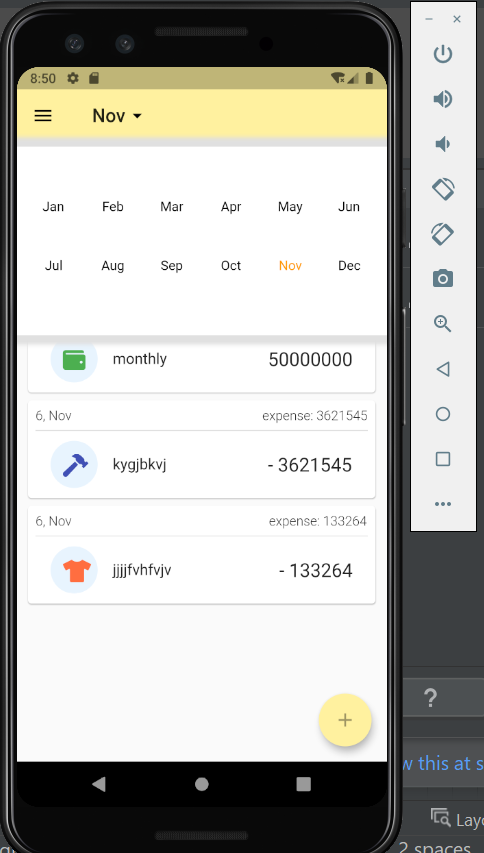 8:50
Nov
Jan Feb Mar Apr May Jun
Jul Aug Sep Oct Nov Dec
monthly 50000000
6, Nov expense: 3621545
kygjbkvj - 3621545
6, Nov expense: 133264
jjjjfvhfvjv - 133264
+
?
w this at s
Layo
2 spaces